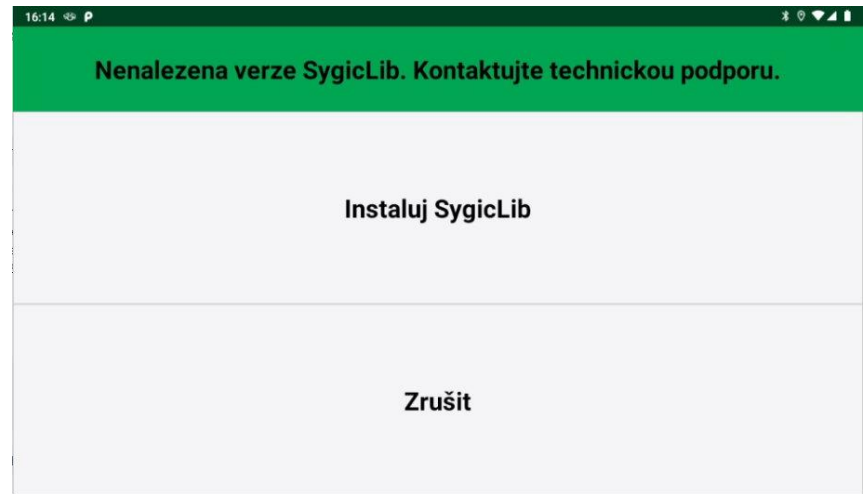 16:14
Nenalezena verze SygicLib. Kontaktujte technickou podporu.
Instaluj SygicLib
Zrušit